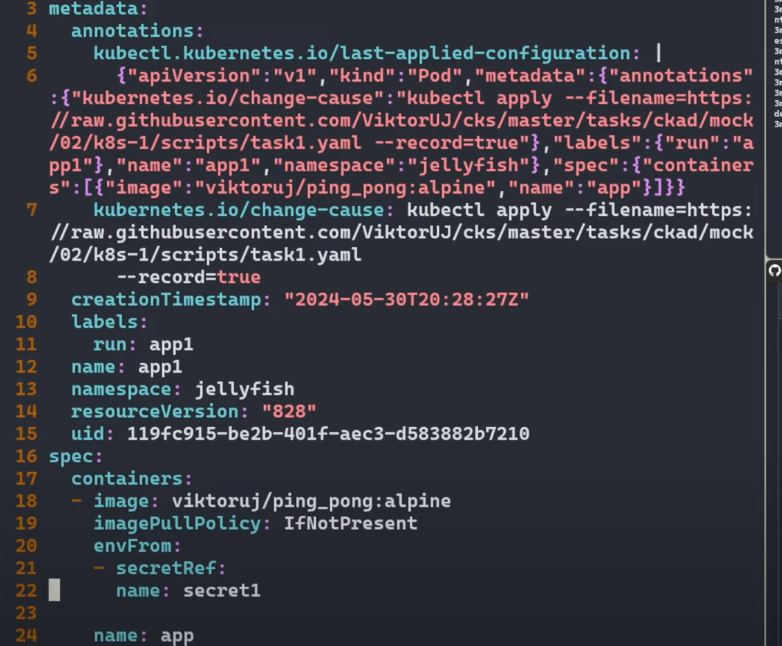 3 metadata:
4   annotations:
5     kubectl.kubernetes.io/last-applied-configuration: |
6       {"apiVersion":"v1","kind":"Pod","metadata":{"annotations"
:{"kubernetes.io/change-cause":"kubectl apply --filename=https:
//raw.githubusercontent.com/ViktorUJ/cks/master/tasks/ckad/mock
/02/k8s-1/scripts/task1.yaml --record=true"},"labels":{"run":"a
pp1"},"name":"app1","namespace":"jellyfish"},"spec":{"container
s":[{"image":"viktoruj/ping_pong:alpine","name":"app"}]}}
7     kubernetes.io/change-cause: kubectl apply --filename=https:
//raw.githubusercontent.com/ViktorUJ/cks/master/tasks/ckad/mock
/02/k8s-1/scripts/task1.yaml
8       --record=true
9   creationTimestamp: "2024-05-30T20:28:27Z"
10   labels:
11     run: app1
12   name: app1
13   namespace: jellyfish
14   resourceVersion: "828"
15   uid: 119fc915-be2b-401f-aec3-d583882b7210
16 spec:
17   containers:
18   - image: viktoruj/ping_pong:alpine
19     imagePullPolicy: IfNotPresent
20     envFrom:
21     - secretRef:
22       name: secret1
23
24     name: app